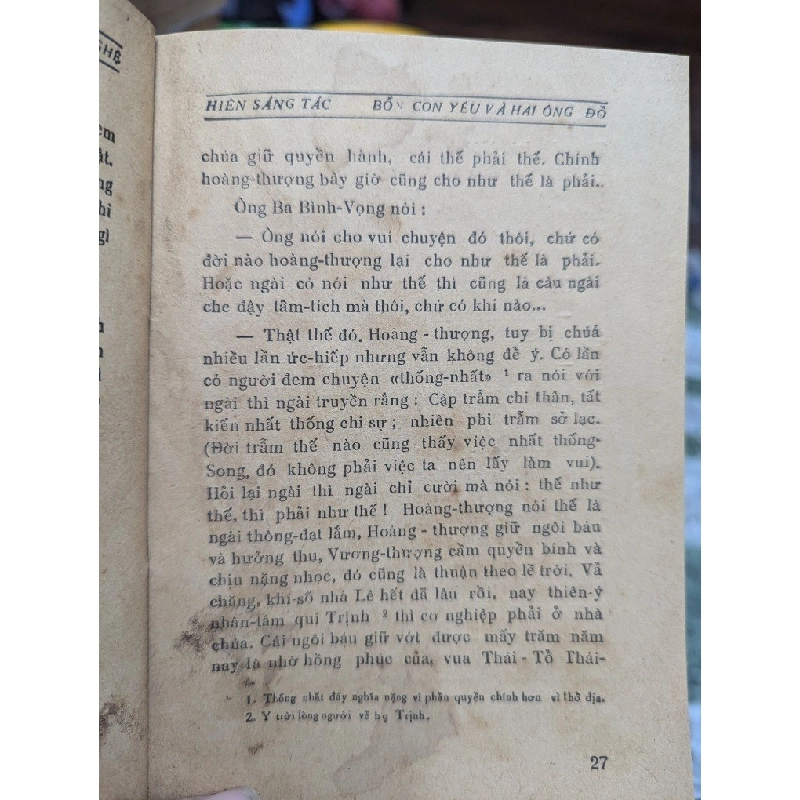 GHỆ
em
ật.
ng
hi
g)
HIÊN SÁNG TÁC BỐN CON YÊU VÀ HAI ÔNG ĐỒ
chúa giữ quyền hành, cái thế phải thế. Chính
hoàng-thượng bày giờ cũng cho như thế là phải.
Ông Ba Bình-Vọng nói :
— Ông nói cho vui chuyện đó thôi, chứ có
đời nào hoàng-thượng lại cho như thế là phải.
Hoặc ngài có nói như thế thì cũng là câu ngài
che đậy tâm-tích mà thôi, chứ có khi nào...
— Thật thế đó. Hoàng - thượng, tuy bị chúa
nhiều lần ức-hiếp nhưng vẫn không để ý. Có lần
có người đem chuyện «thống-nhất» 1 ra nói với
ngài thì ngài truyền rằng : Cập trẫm chi thân, tất
kiến nhất thống chi sự ; nhiên phi trẫm sở lạc.
(Đời trẫm thế nào cũng thấy việc nhất thống-
Song, đó không phải việc ta nên lấy làm vui).
Hỏi lại ngài thì ngài chỉ cười mà nói : thế như
thế, thì phải như thế ! Hoàng-thượng nói thế là
ngài thông-đạt lắm, Hoàng - thượng giữ ngôi báu
và hưởng thu, Vương-thượng cầm quyền bính và
chịu nặng nhọc, đó cũng là thuận theo lẽ trời. Vả
chăng, khí-số nhà Lê hết đã lâu rồi, nay thiên-ý
nhân-tâm qui Trịnh 2 thì cơ nghiệp phải ở nhà
chúa. Cái ngôi báu giữ vớt được mấy trăm năm
nay là nhờ hồng phúc của, vua Thái - Tổ Thái-
1. Thống nhất đây nghĩa nặng vì phần quyền chính hơn vì thổ địa.
2. Ý trời lòng người về họ Trịnh.
27